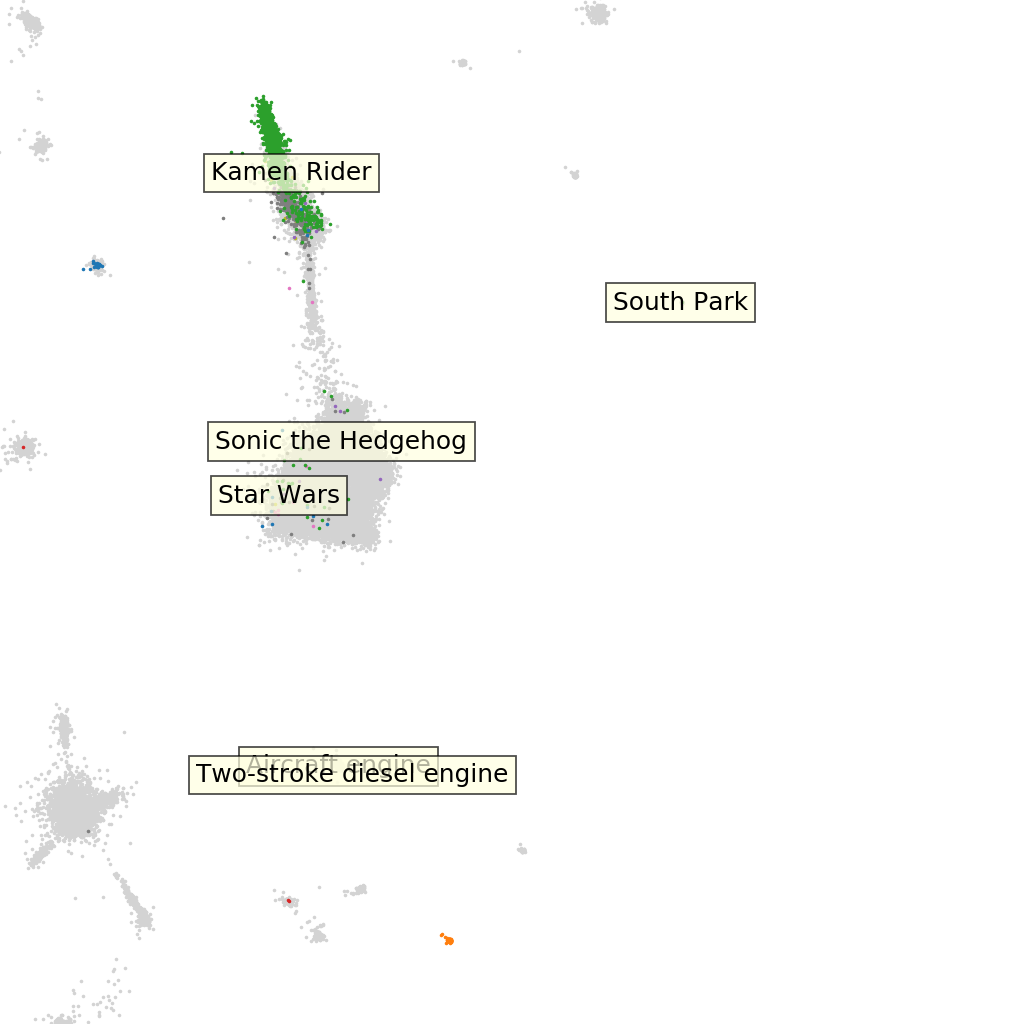 Kamen Rider
South Park
Sonic the Hedgehog
Star Wars
Aircraft engine
Two-stroke diesel engine